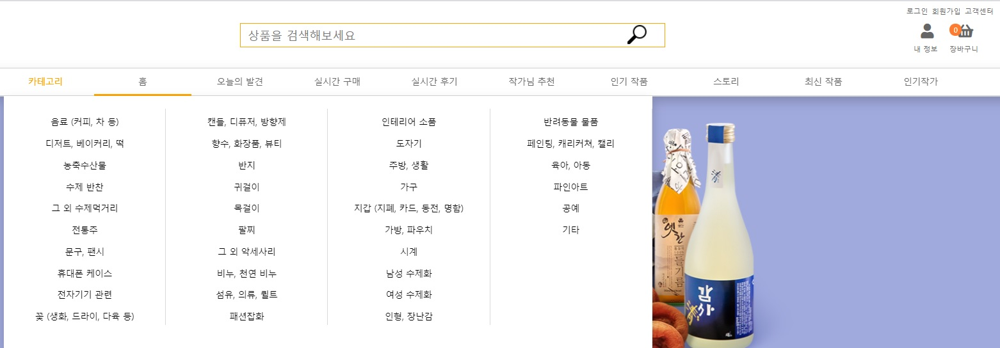 로그인 회원가입 고객센터
상품을 검색해보세요
0
내 정보 장바구니
카테고리 홈 오늘의 발견 실시간 구매 실시간 후기 작가님 추천 인기 작품 스토리 최신 작품 인기작가
음료 (커피, 차 등)
디저트, 베이커리, 떡
농축수산물
수제 반찬
그 외 수제먹거리
전통주
문구, 팬시
휴대폰 케이스
전자기기 관련
꽃 (생화, 드라이, 다육 등)
캔들, 디퓨저, 방향제
향수, 화장품, 뷰티
반지
귀걸이
목걸이
팔찌
그 외 악세사리
비누, 천연 비누
섬유, 의류, 퀼트
패션잡화
인테리어 소품
도자기
주방, 생활
가구
지갑 (지폐, 카드, 동전, 명함)
가방, 파우치
시계
남성 수제화
여성 수제화
인형, 장난감
반려동물 물품
페인팅, 캐리커쳐, 캘리
육아, 아동
파인아트
공예
기타
옛간
들기름
감사